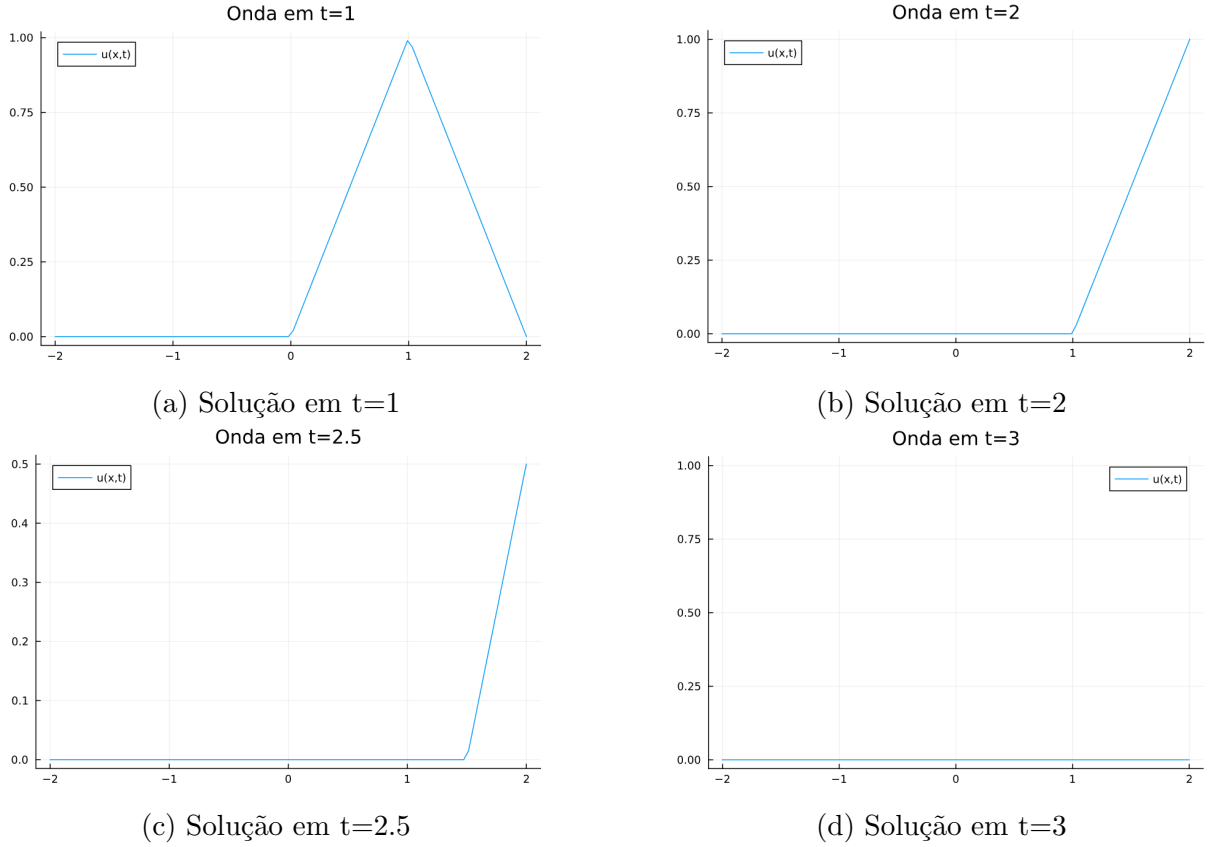 Onda em t=1
u(x,t)
1.00
0.75
0.50
0.25
0.00
−2 −1 0 1 2
(a) Solução em t=1
Onda em t=2
u(x,t)
1.00
0.75
0.50
0.25
0.00
−2 −1 0 1 2
(b) Solução em t=2
Onda em t=2.5
u(x,t)
0.5
0.4
0.3
0.2
0.1
0.0
−2 −1 0 1 2
(c) Solução em t=2.5
Onda em t=3
u(x,t)
1.00
0.75
0.50
0.25
0.00
−2 −1 0 1 2
(d) Solução em t=3